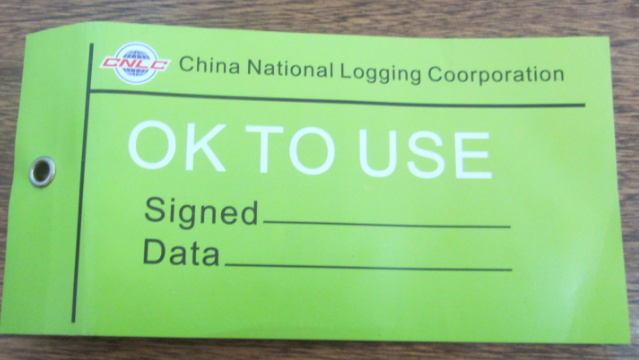 CNLC
China National Logging Coorporation
OK TO USE
Signed
Data